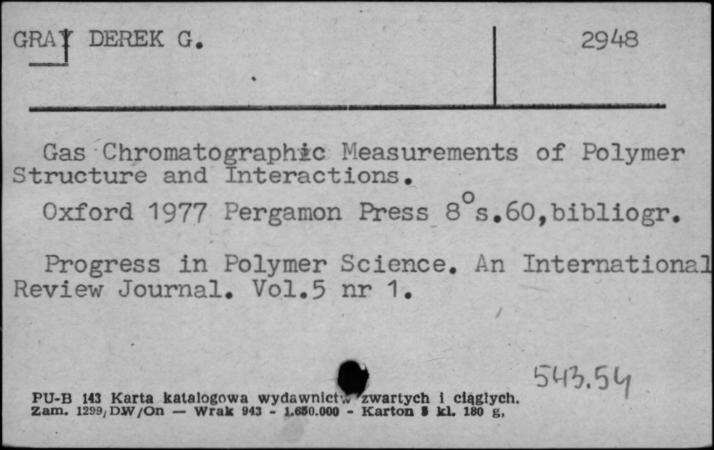 GRAY DEREK G. 2948
Gas Chromatographic Measurements of Polymer
Structure and Interactions.
Oxford 1977 Pergamon Press 8°s.60,bibliogr.
Progress in Polymer Science. An International
Review Journal. Vol.5 nr 1.
543.54
PU-B 143 Karta katalogowa wydawnictw zwartych i ciągłych.
Zam. 1299/DW/On — Wrak 943 - 1.650.000 - Karton kl. 180 g.